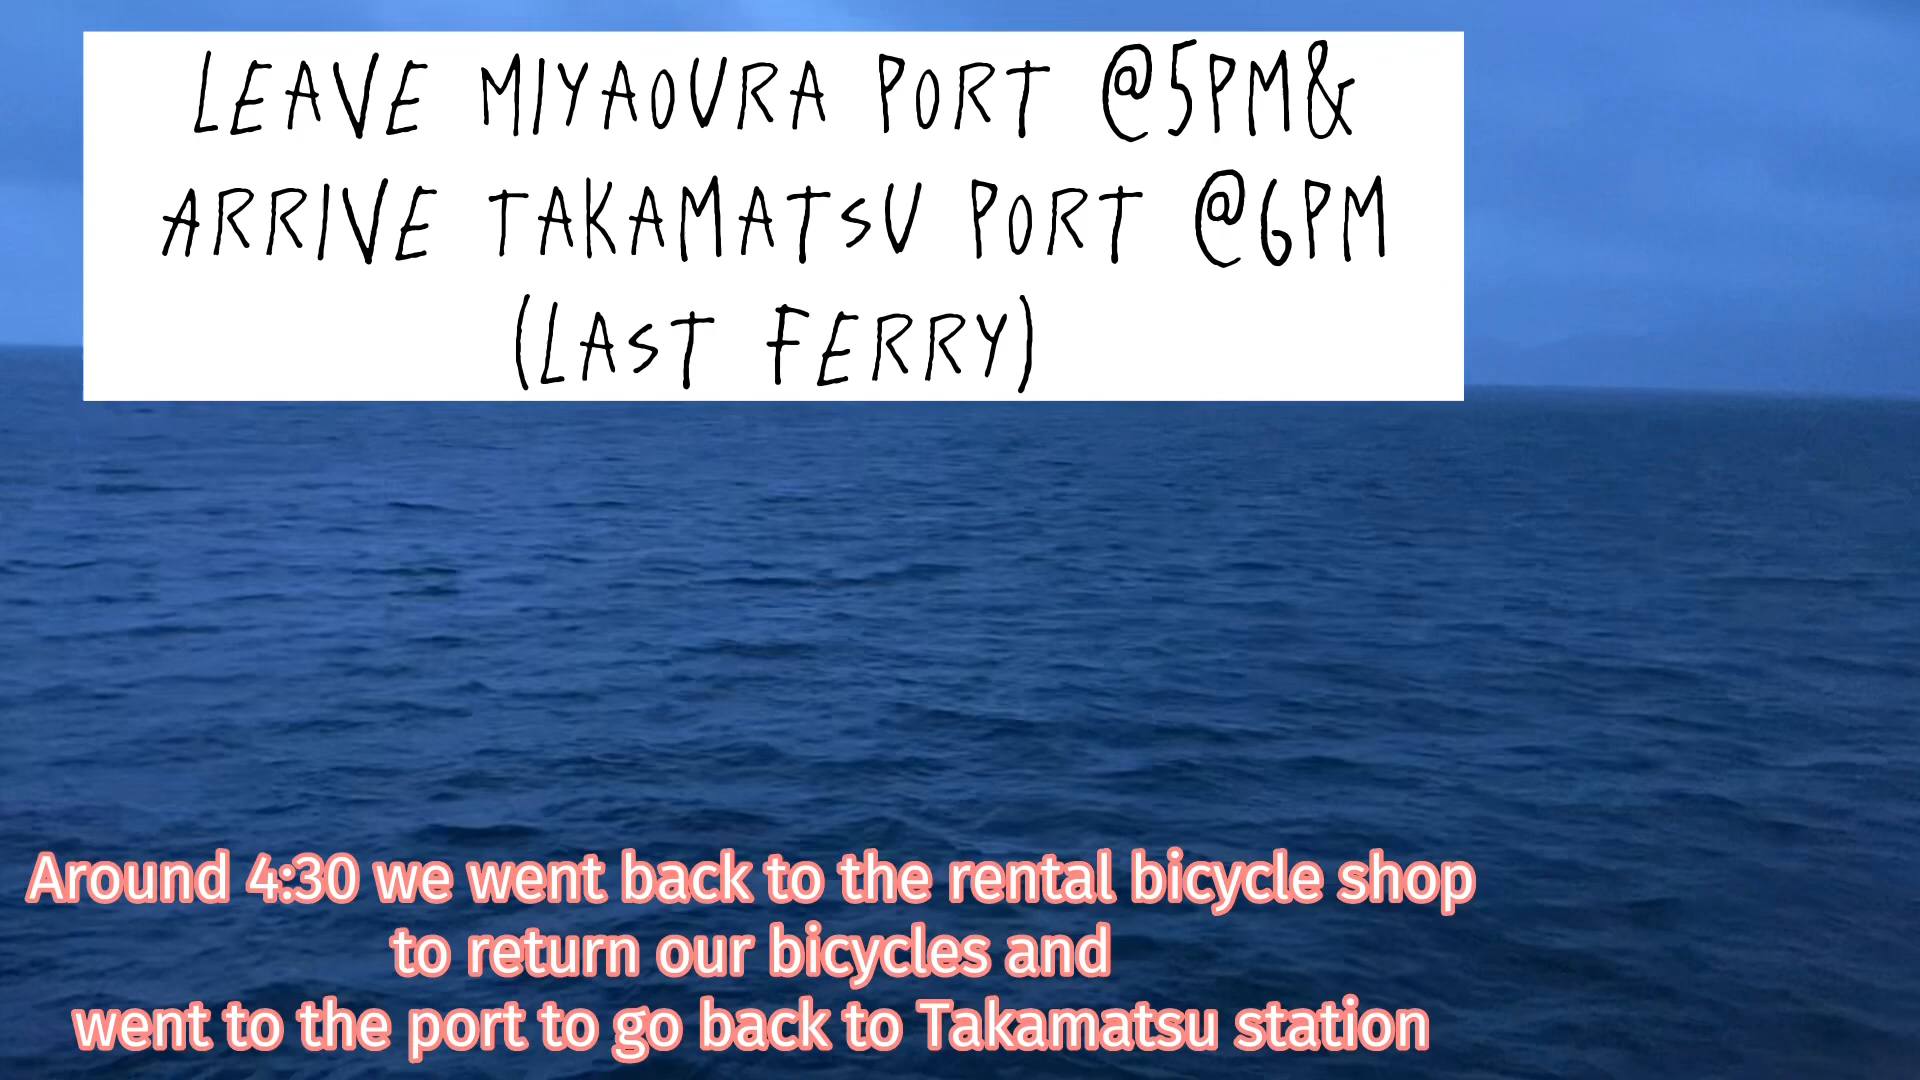 LEAVE MIYAOURA PORT @5PM&
ARRIVE TAKAMATSU PORT @6PM
(LAST FERRY)
Around 4:30 we went back to the rental bicycle shop
to return our bicycles and
went to the port to go back to Takamatsu station